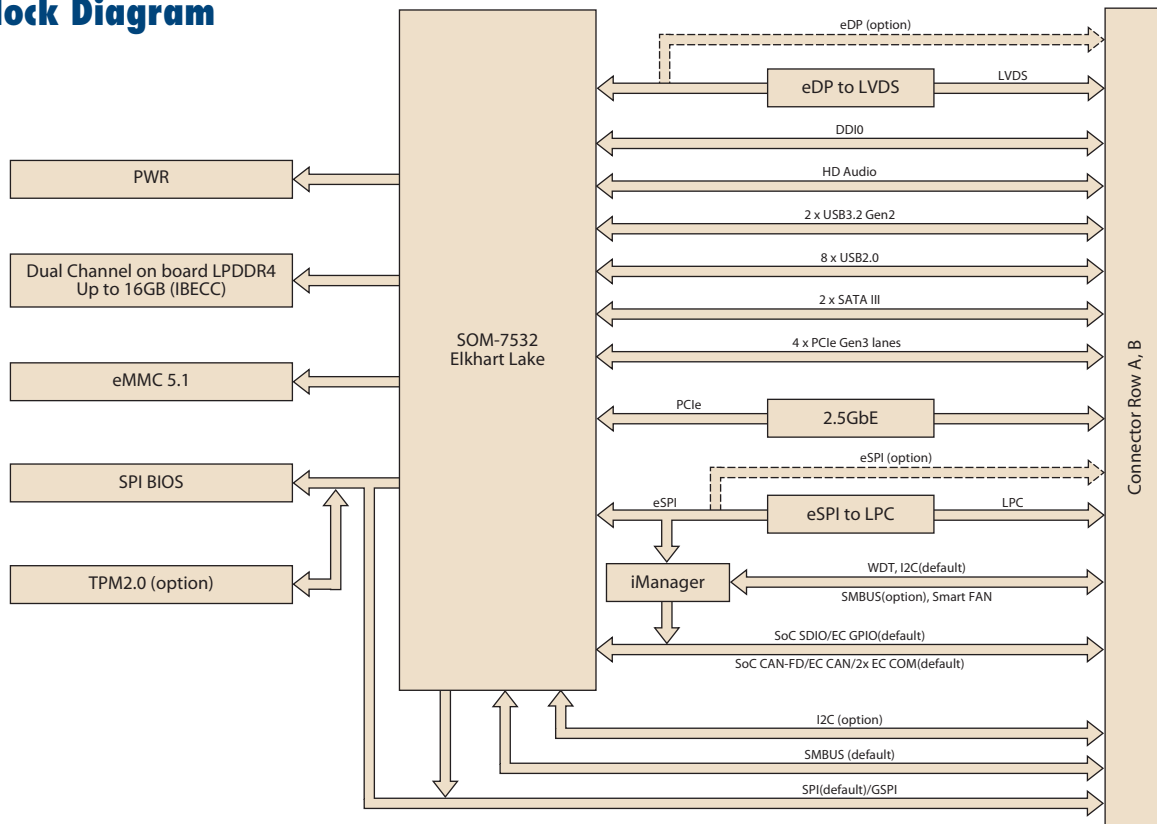 lock Diagram
eDP (option)
eDP to LVDS
LVDS
DDI0
PWR
HD Audio
2 x USB3.2 Gen2
Dual Channel on board LPDDR4
Up to 16GB (IBECC)
8 x USB2.0
2 x SATA III
SOM-7532
Elkhart Lake
4 x PCIe Gen3 lanes
eMMC 5.1
PCIe
2.5GbE
Connector Row A, B
SPI BIOS
eSPI (option)
eSPI
eSPI to LPC
LPC
TPM2.0 (option)
iManager
WDT, I2C(default)
SMBUS(option), Smart FAN
SoC SDIO/EC GPIO(default)
SoC CAN-FD/EC CAN/2x EC COM(default)
I2C (option)
SMBUS (default)
SPI(default)/GSPI